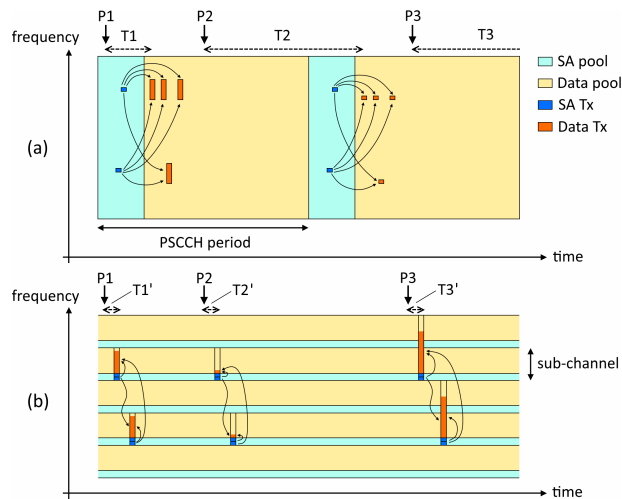 P1
P2
P3
T1
T2
T3
frequency
(a)
SA pool
Data pool
SA Tx
Data Tx
PSCCH period
time
P1
P2
P3
T1'
T2'
T3'
frequency
sub-channel
(b)
time